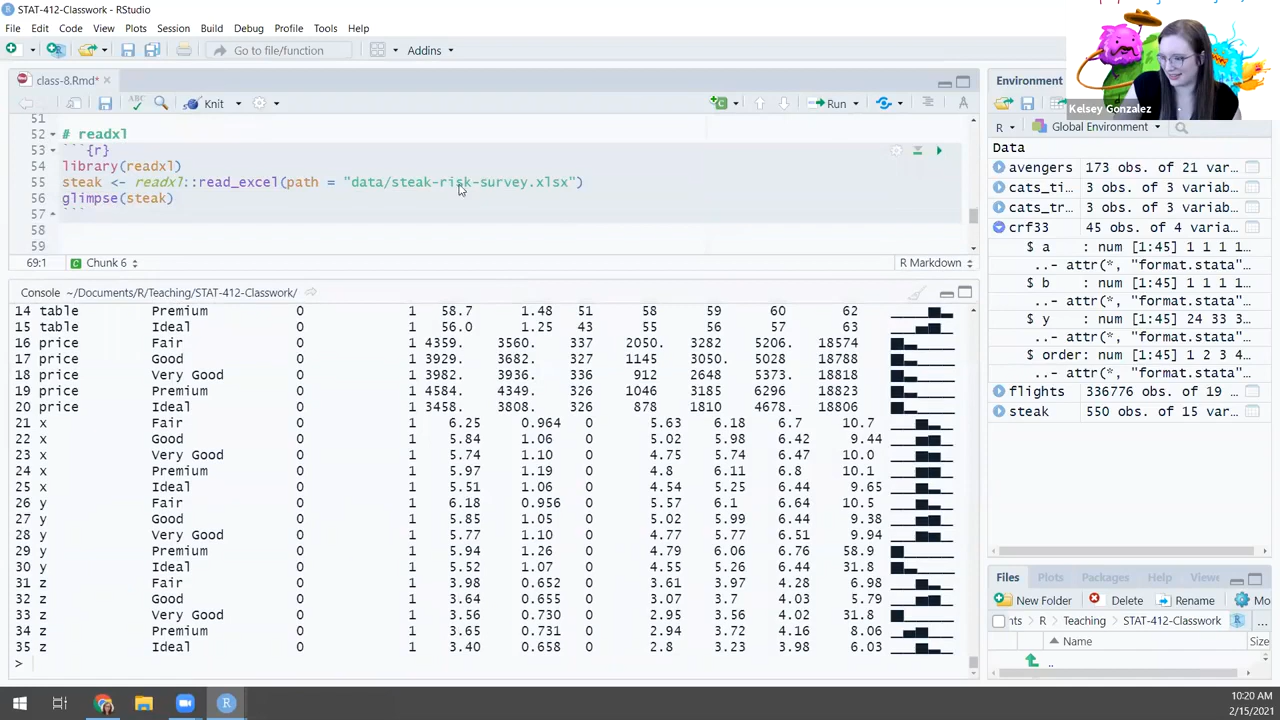 STAT-412-Classwork - RStudio
File Edit Code View Plots Session Build Debug Profile Tools Help
Go to file/function Addins
class-8.Rmd* ×
Knit Run
51
52 # readxl
53 ```{r}
54 library(readxl)
55 steak <- readxl::read_excel(path = "data/steak-risk-survey.xlsx")
56 glimpse(steak)
57 ```
58
59
69:1 Chunk 6 R Markdown
Console ~/Documents/R/Teaching/STAT-412-Classwork/
14 table Premium 0 1 58.7 1.48 51 58 59 60 62
15 table Ideal 0 1 56.0 1.25 43 55 56 57 63
16 price Fair 0 1 4359. 3560. 337 2050. 3282 5206. 18574
17 price Good 0 1 3929. 3682. 327 1145 3050. 5028 18788
18 price Very Good 0 1 3982. 3936. 336 912 2648 5373. 18818
19 price Premium 0 1 4584. 4349. 326 1046 3185 6296 18823
20 price Ideal 0 1 3458. 3808. 326 878 1810 4678. 18806
21 x Fair 0 1 6.25 0.964 0 5.63 6.18 6.7 10.7
22 x Good 0 1 5.84 1.06 0 5.02 5.98 6.42 9.44
23 x Very Good 0 1 5.74 1.10 0 4.75 5.74 6.47 10.0
24 x Premium 0 1 5.97 1.19 0 4.8 6.11 6.8 10.1
25 x Ideal 0 1 5.51 1.06 0 4.54 5.25 6.44 9.65
26 y Fair 0 1 6.18 0.956 0 5.57 6.1 6.64 10.5
27 y Good 0 1 5.85 1.05 0 5.02 5.99 6.44 9.38
28 y Very Good 0 1 5.77 1.10 0 4.77 5.77 6.51 9.94
29 y Premium 0 1 5.94 1.26 0 4.79 6.06 6.76 58.9
30 y Ideal 0 1 5.52 1.07 0 4.55 5.26 6.44 31.8
31 z Fair 0 1 3.98 0.652 0 3.61 3.97 4.28 6.98
32 z Good 0 1 3.64 0.655 0 3.07 3.7 4.03 5.79
33 z Very Good 0 1 3.56 0.730 0 2.95 3.56 4.02 31.8
34 z Premium 0 1 3.65 0.731 0 2.94 3.72 4.16 8.06
35 z Ideal 0 1 3.40 0.658 0 2.8 3.23 3.98 6.03
>
Kelsey Gonzalez
Environment
R Global Environment
Data
avengers 173 obs. of 21 var…
cats_ti… 3 obs. of 3 variab…
cats_tr… 3 obs. of 3 variab…
crf33 45 obs. of 4 varia…
$ a : num [1:45] 1 1 1 1…
..- attr(*, "format.stata"…
$ b : num [1:45] 1 1 1 1…
..- attr(*, "format.stata"…
$ y : num [1:45] 24 33 3…
..- attr(*, "format.stata"…
$ order: num [1:45] 1 2 3 4…
..- attr(*, "format.stata"…
flights 336776 obs. of 19 …
steak 550 obs. of 15 var…
Files Plots Packages Help Viewe
New Folder Delete Rename Mo
nts > R > Teaching > STAT-412-Classwork ...
Name Size
..
10:20 AM
2/15/2021